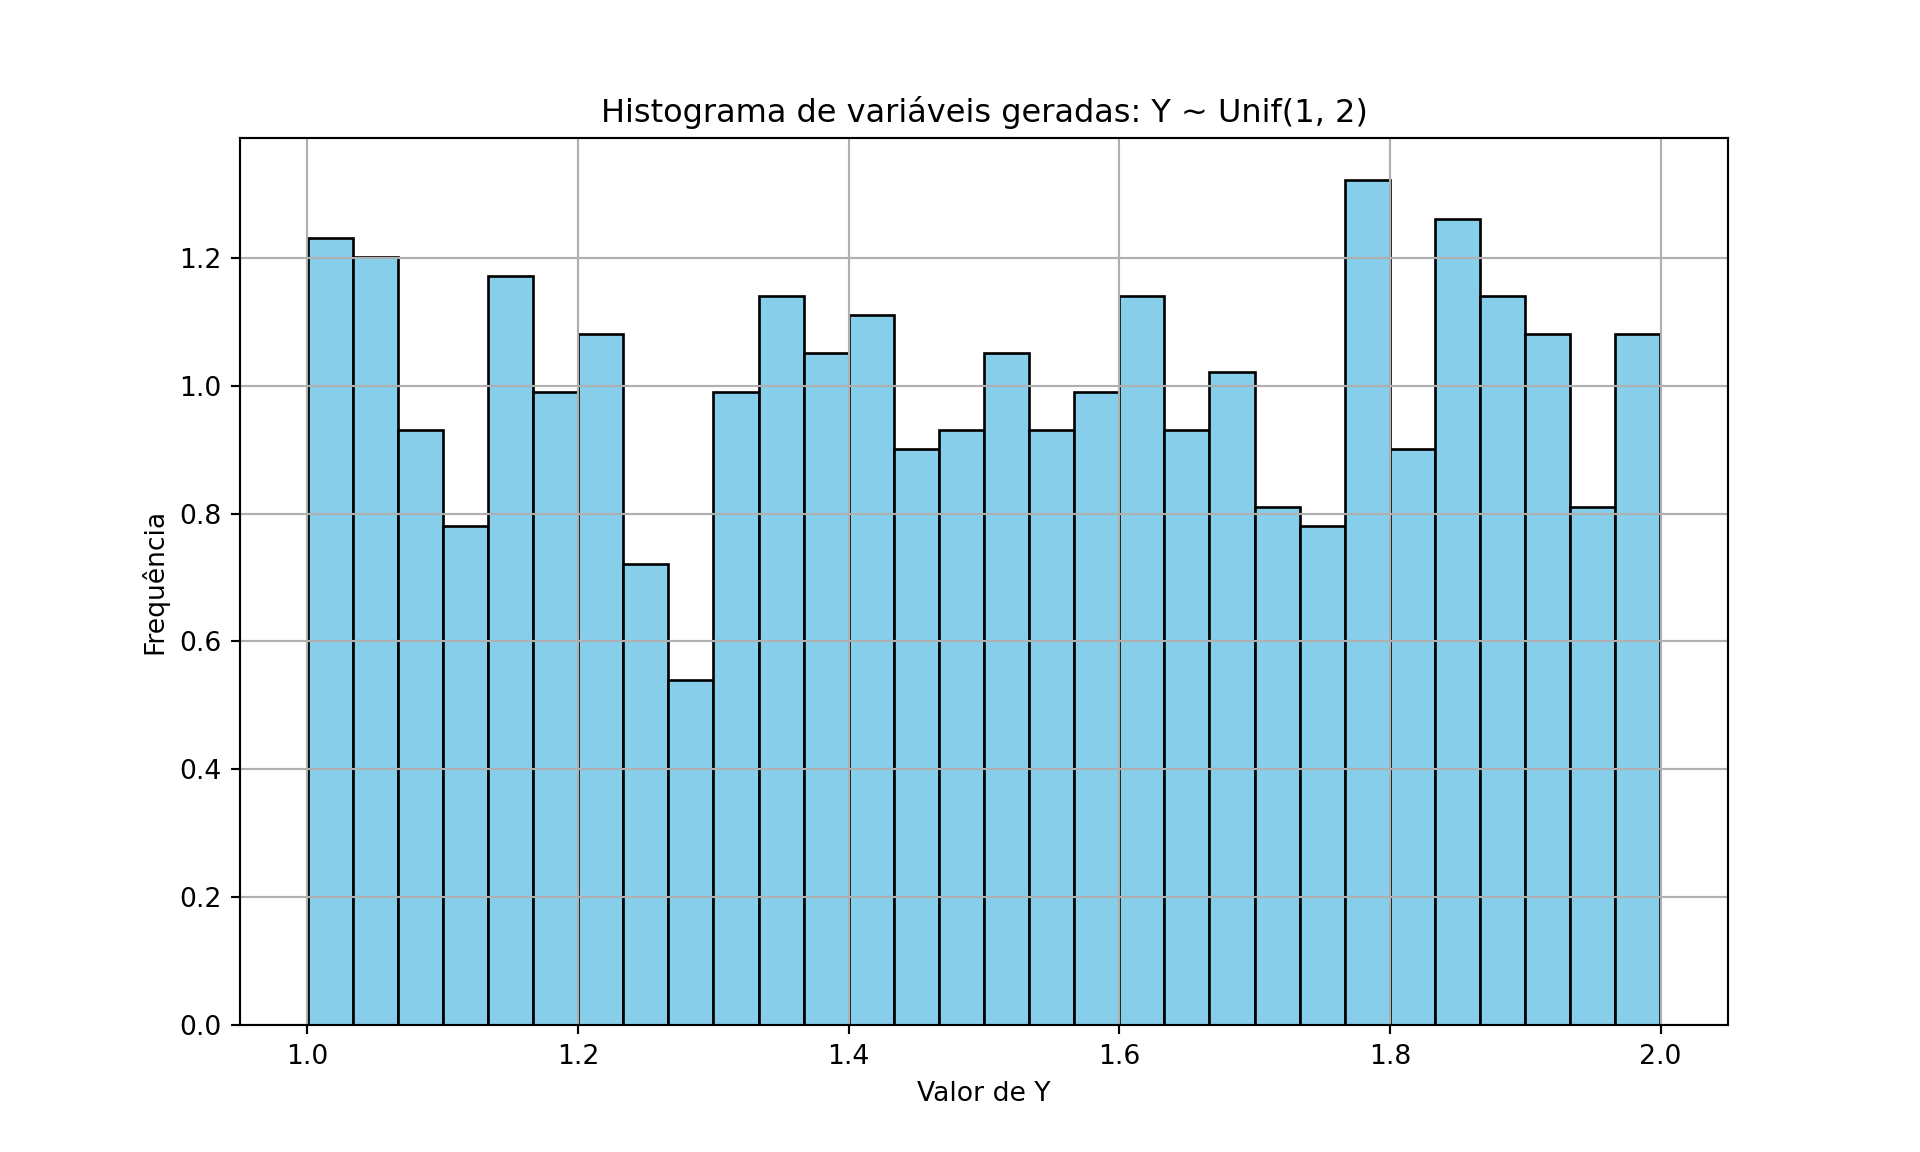 Histograma de variáveis geradas: Y ~ Unif(1, 2)
1.2
1.0
0.8
0.6
0.4
0.2
0.0
Frequência
1.0 1.2 1.4 1.6 1.8 2.0
Valor de Y